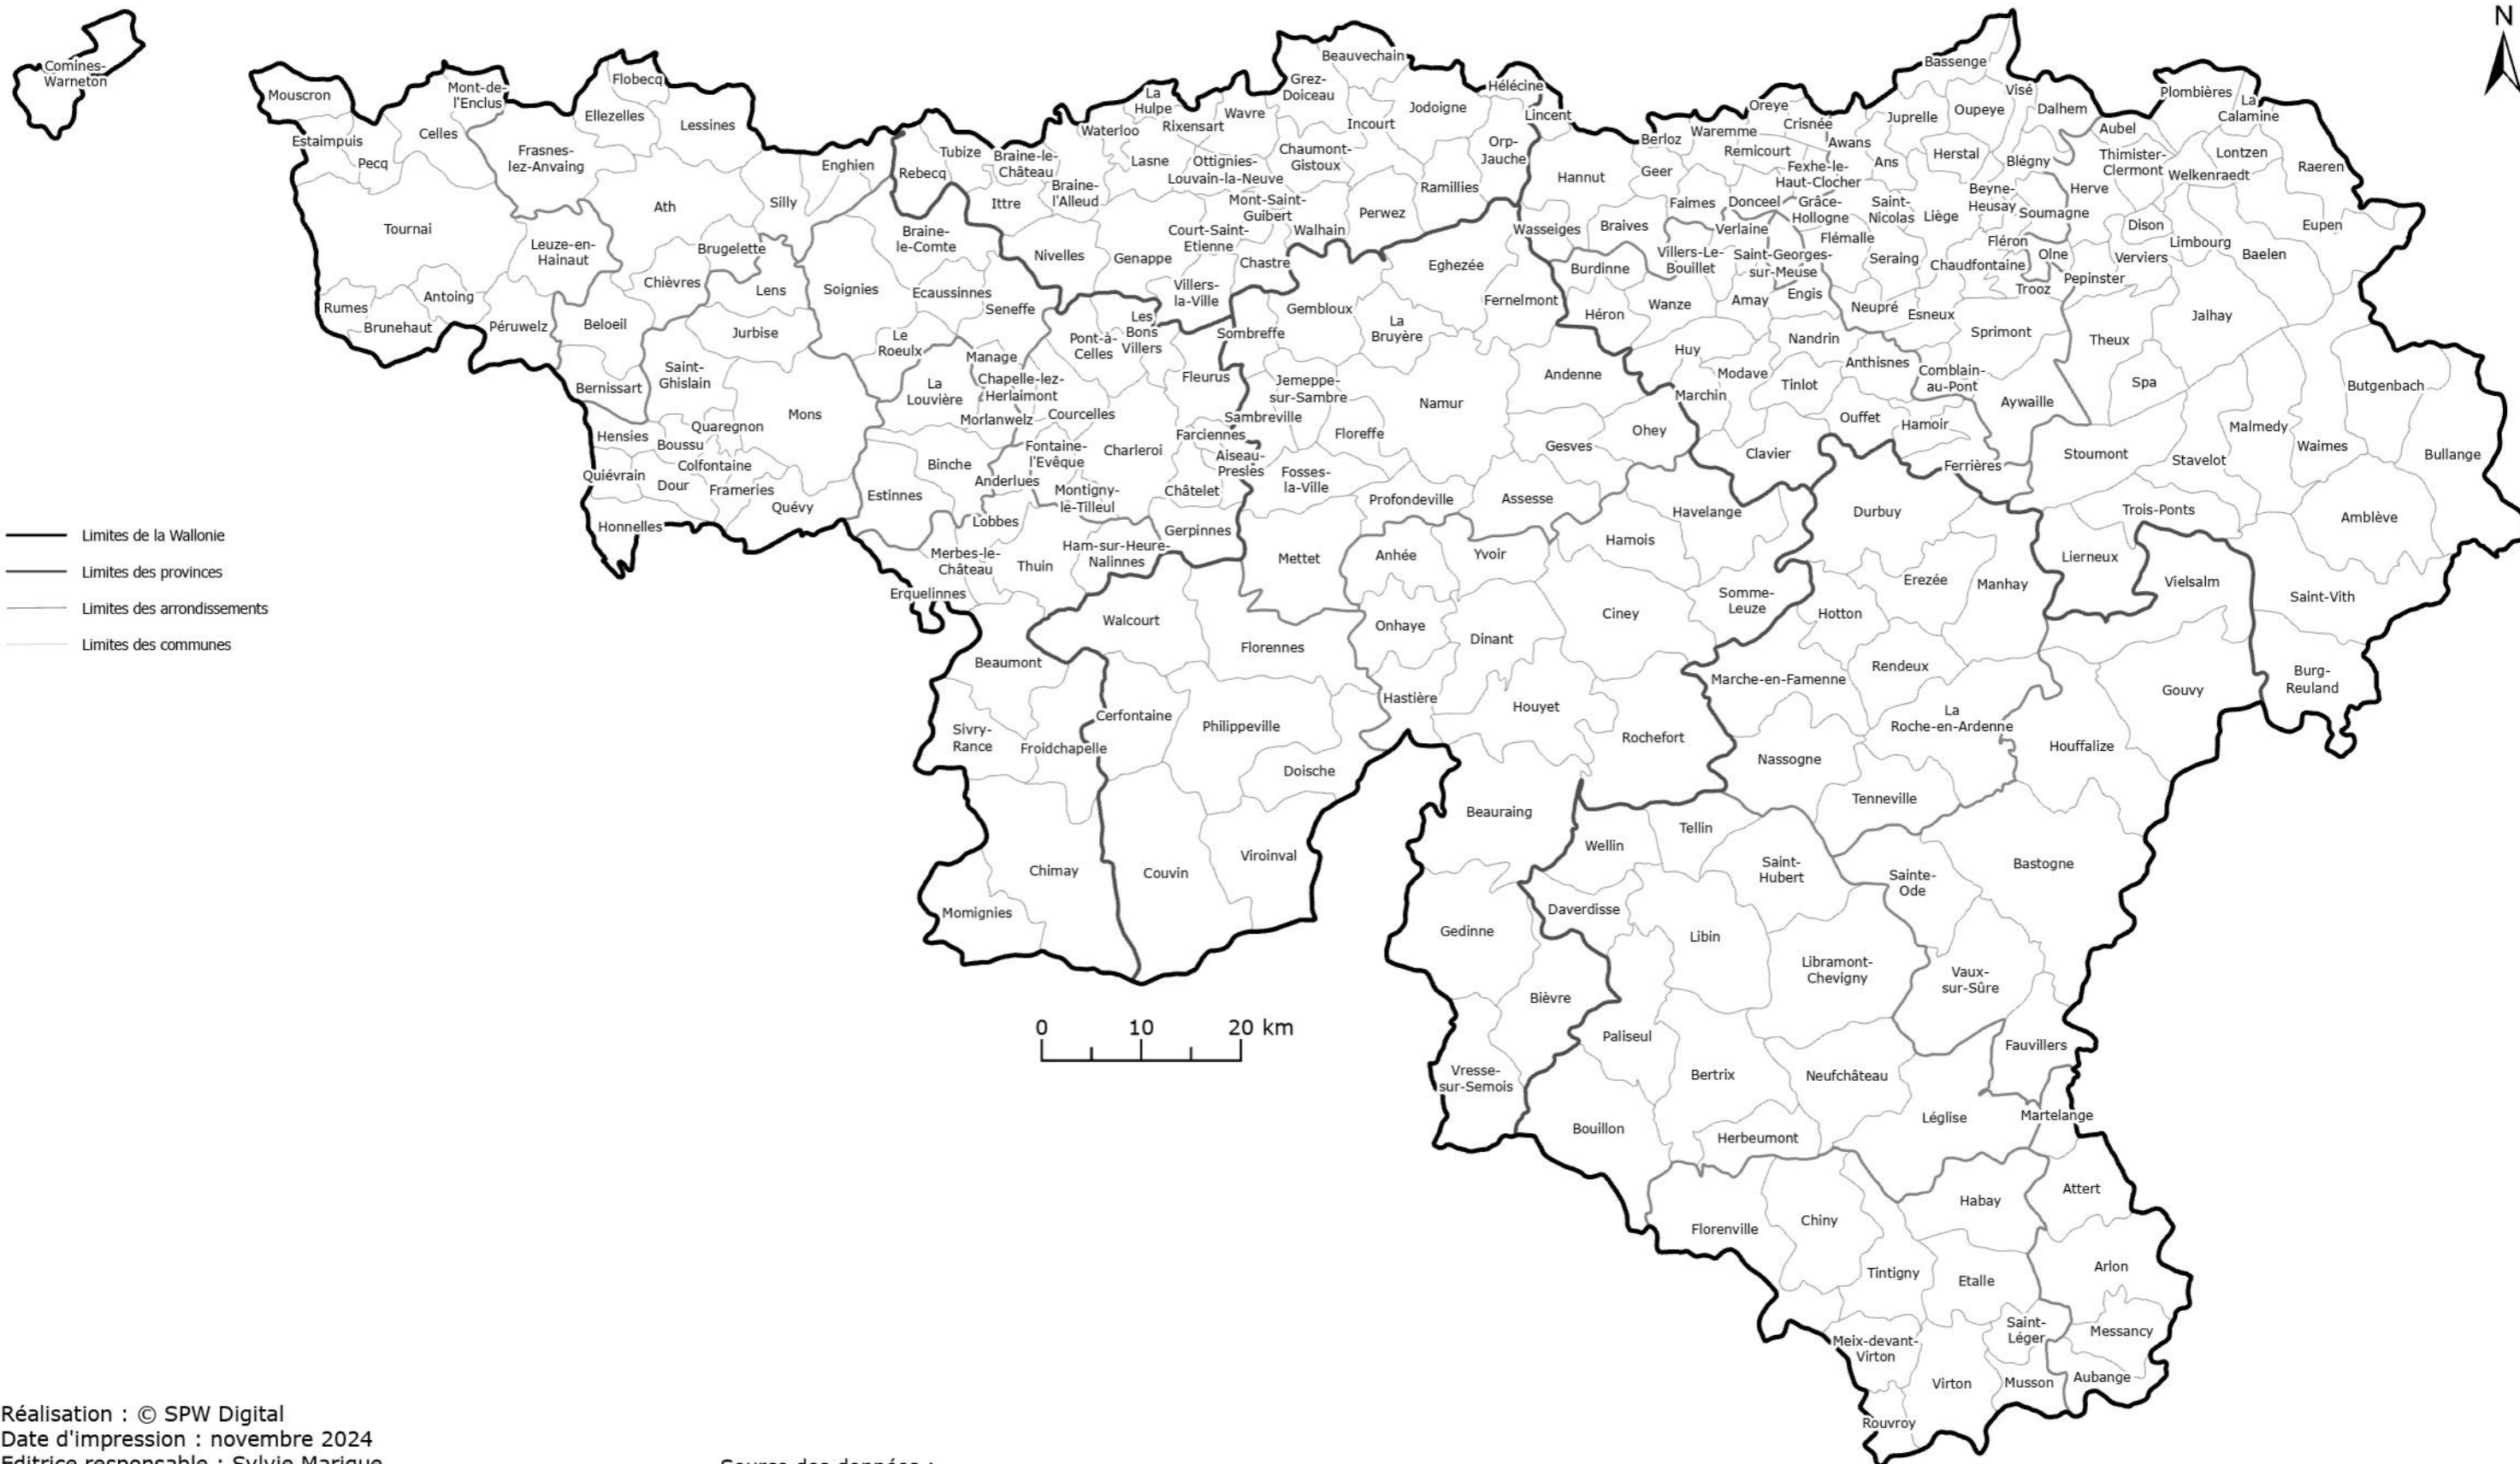 N
Comines-
Warneton
Mouscron
Estaimpuis
Pecq
Celles
Mont-de-
l'Enclus
Tournai
Rumes
Brunehaut
Antoing
Péruwelz
Leuze-en-
Hainaut
Frasnes-
lez-Anvaing
Flobecq
Ellezelles
Lessines
Ath
Silly
Enghien
Brugelette
Chièvres
Beloeil
Bernissart
Lens
Jurbise
Saint-
Ghislain
Mons
Quaregnon
Hensies
Boussu
Colfontaine
Quiévrain
Dour
Frameries
Quévy
Honnelles
Soignies
Braine-
le-Comte
Ecaussinnes
Seneffe
Le
Roeulx
Manage
La
Louvière
Chapelle-lez-
Herlaimont
Morlanwelz
Courcelles
Binche
Estinnes
Anderlues
Fontaine-
l'Evêque
Charleroi
Montigny-
le-Tilleul
Lobbes
Merbes-le-
Château
Thuin
Ham-sur-Heure-
Nalinnes
Erquelinnes
Gerpinnes
Châtelet
Farciennes
Aiseau-
Presles
Fleurus
Pont-à-
Celles
Les
Bons
Villers
Beaumont
Sivry-
Rance
Froidchapelle
Chimay
Momignies
Rebecq
Tubize
Braine-le-
Château
Ittre
Braine-
l'Alleud
Waterloo
La
Hulpe
Rixensart
Lasne
Wavre
Ottignies-
Louvain-la-Neuve
Grez-
Doiceau
Beauvechain
Chaumont-
Gistoux
Incourt
Jodoigne
Hélécine
Orp-
Jauche
Ramillies
Perwez
Mont-Saint-
Guibert
Walhain
Court-Saint-
Etienne
Chastre
Nivelles
Genappe
Villers-
la-Ville
Sombreffe
Gembloux
Eghezée
Fernelmont
La
Bruyère
Jemeppe-
sur-Sambre
Sambreville
Floreffe
Namur
Andenne
Gesves
Ohey
Fosses-
la-Ville
Profondeville
Assesse
Mettet
Anhée
Yvoir
Hamois
Havelange
Somme-
Leuze
Ciney
Onhaye
Dinant
Hastière
Houyet
Rochefort
Walcourt
Florennes
Cerfontaine
Philippeville
Doische
Couvin
Viroinval
Beauraing
Gedinne
Bièvre
Vresse-
sur-Semois
Lincent
Hannut
Berloz
Geer
Waremme
Oreye
Remicourt
Crisnée
Faimes
Donceel
Fexhe-le-
Haut-Clocher
Awans
Ans
Juprelle
Bassenge
Oupeye
Visé
Dalhem
Herstal
Blégny
Aubel
Plombières
La
Calamine
Lontzen
Raeren
Thimister-
Clermont
Welkenraedt
Herve
Beyne-
Heusay
Soumagne
Liège
Saint-
Nicolas
Grâce-
Hollogne
Flémalle
Seraing
Fléron
Olne
Chaudfontaine
Trooz
Pepinster
Dison
Verviers
Limbourg
Baelen
Eupen
Wasseiges
Braives
Burdinne
Verlaine
Villers-Le-
Bouillet
Saint-Georges-
sur-Meuse
Engis
Amay
Wanze
Héron
Huy
Marchin
Modave
Tinlot
Nandrin
Neupré
Esneux
Sprimont
Anthisnes
Comblain-
au-Pont
Aywaille
Ouffet
Hamoir
Clavier
Ferrières
Theux
Jalhay
Spa
Stoumont
Stavelot
Malmedy
Waimes
Butgenbach
Bullange
Amblève
Trois-Ponts
Lierneux
Saint-Vith
Burg-
Reuland
Vielsalm
Gouvy
Durbuy
Erezée
Manhay
Hotton
Rendeux
Marche-en-Famenne
La
Roche-en-Ardenne
Nassogne
Tenneville
Houffalize
Bastogne
Sainte-
Ode
Vaux-
sur-Sûre
Fauvillers
Martelange
Wellin
Tellin
Saint-
Hubert
Daverdisse
Libin
Libramont-
Chevigny
Paliseul
Bertrix
Neufchâteau
Léglise
Bouillon
Herbeumont
Florenville
Chiny
Habay
Attert
Tintigny
Etalle
Arlon
Meix-devant-
Virton
Virton
Saint-
Léger
Messancy
Musson
Aubange
Rouvroy
Limites de la Wallonie
Limites des provinces
Limites des arrondissements
Limites des communes
0 10 20 km
Réalisation : © SPW Digital
Date d'impression : novembre 2024
Editrice responsable : Sylvie Marique
Source des données :